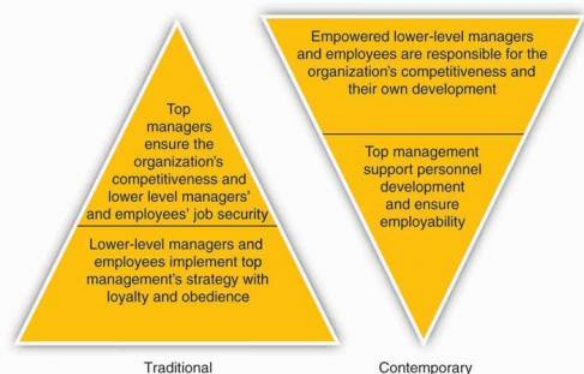 Top
managers
ensure the
organization's
competitiveness and
lower level managers'
and employees' job security
Lower-level managers and
employees implement top
management's strategy with
loyalty and obedience
Traditional
Empowered lower-level managers
and employees are responsible for the
organization's competitiveness and
their own development
Top management
support personnel
development
and ensure
employability
Contemporary